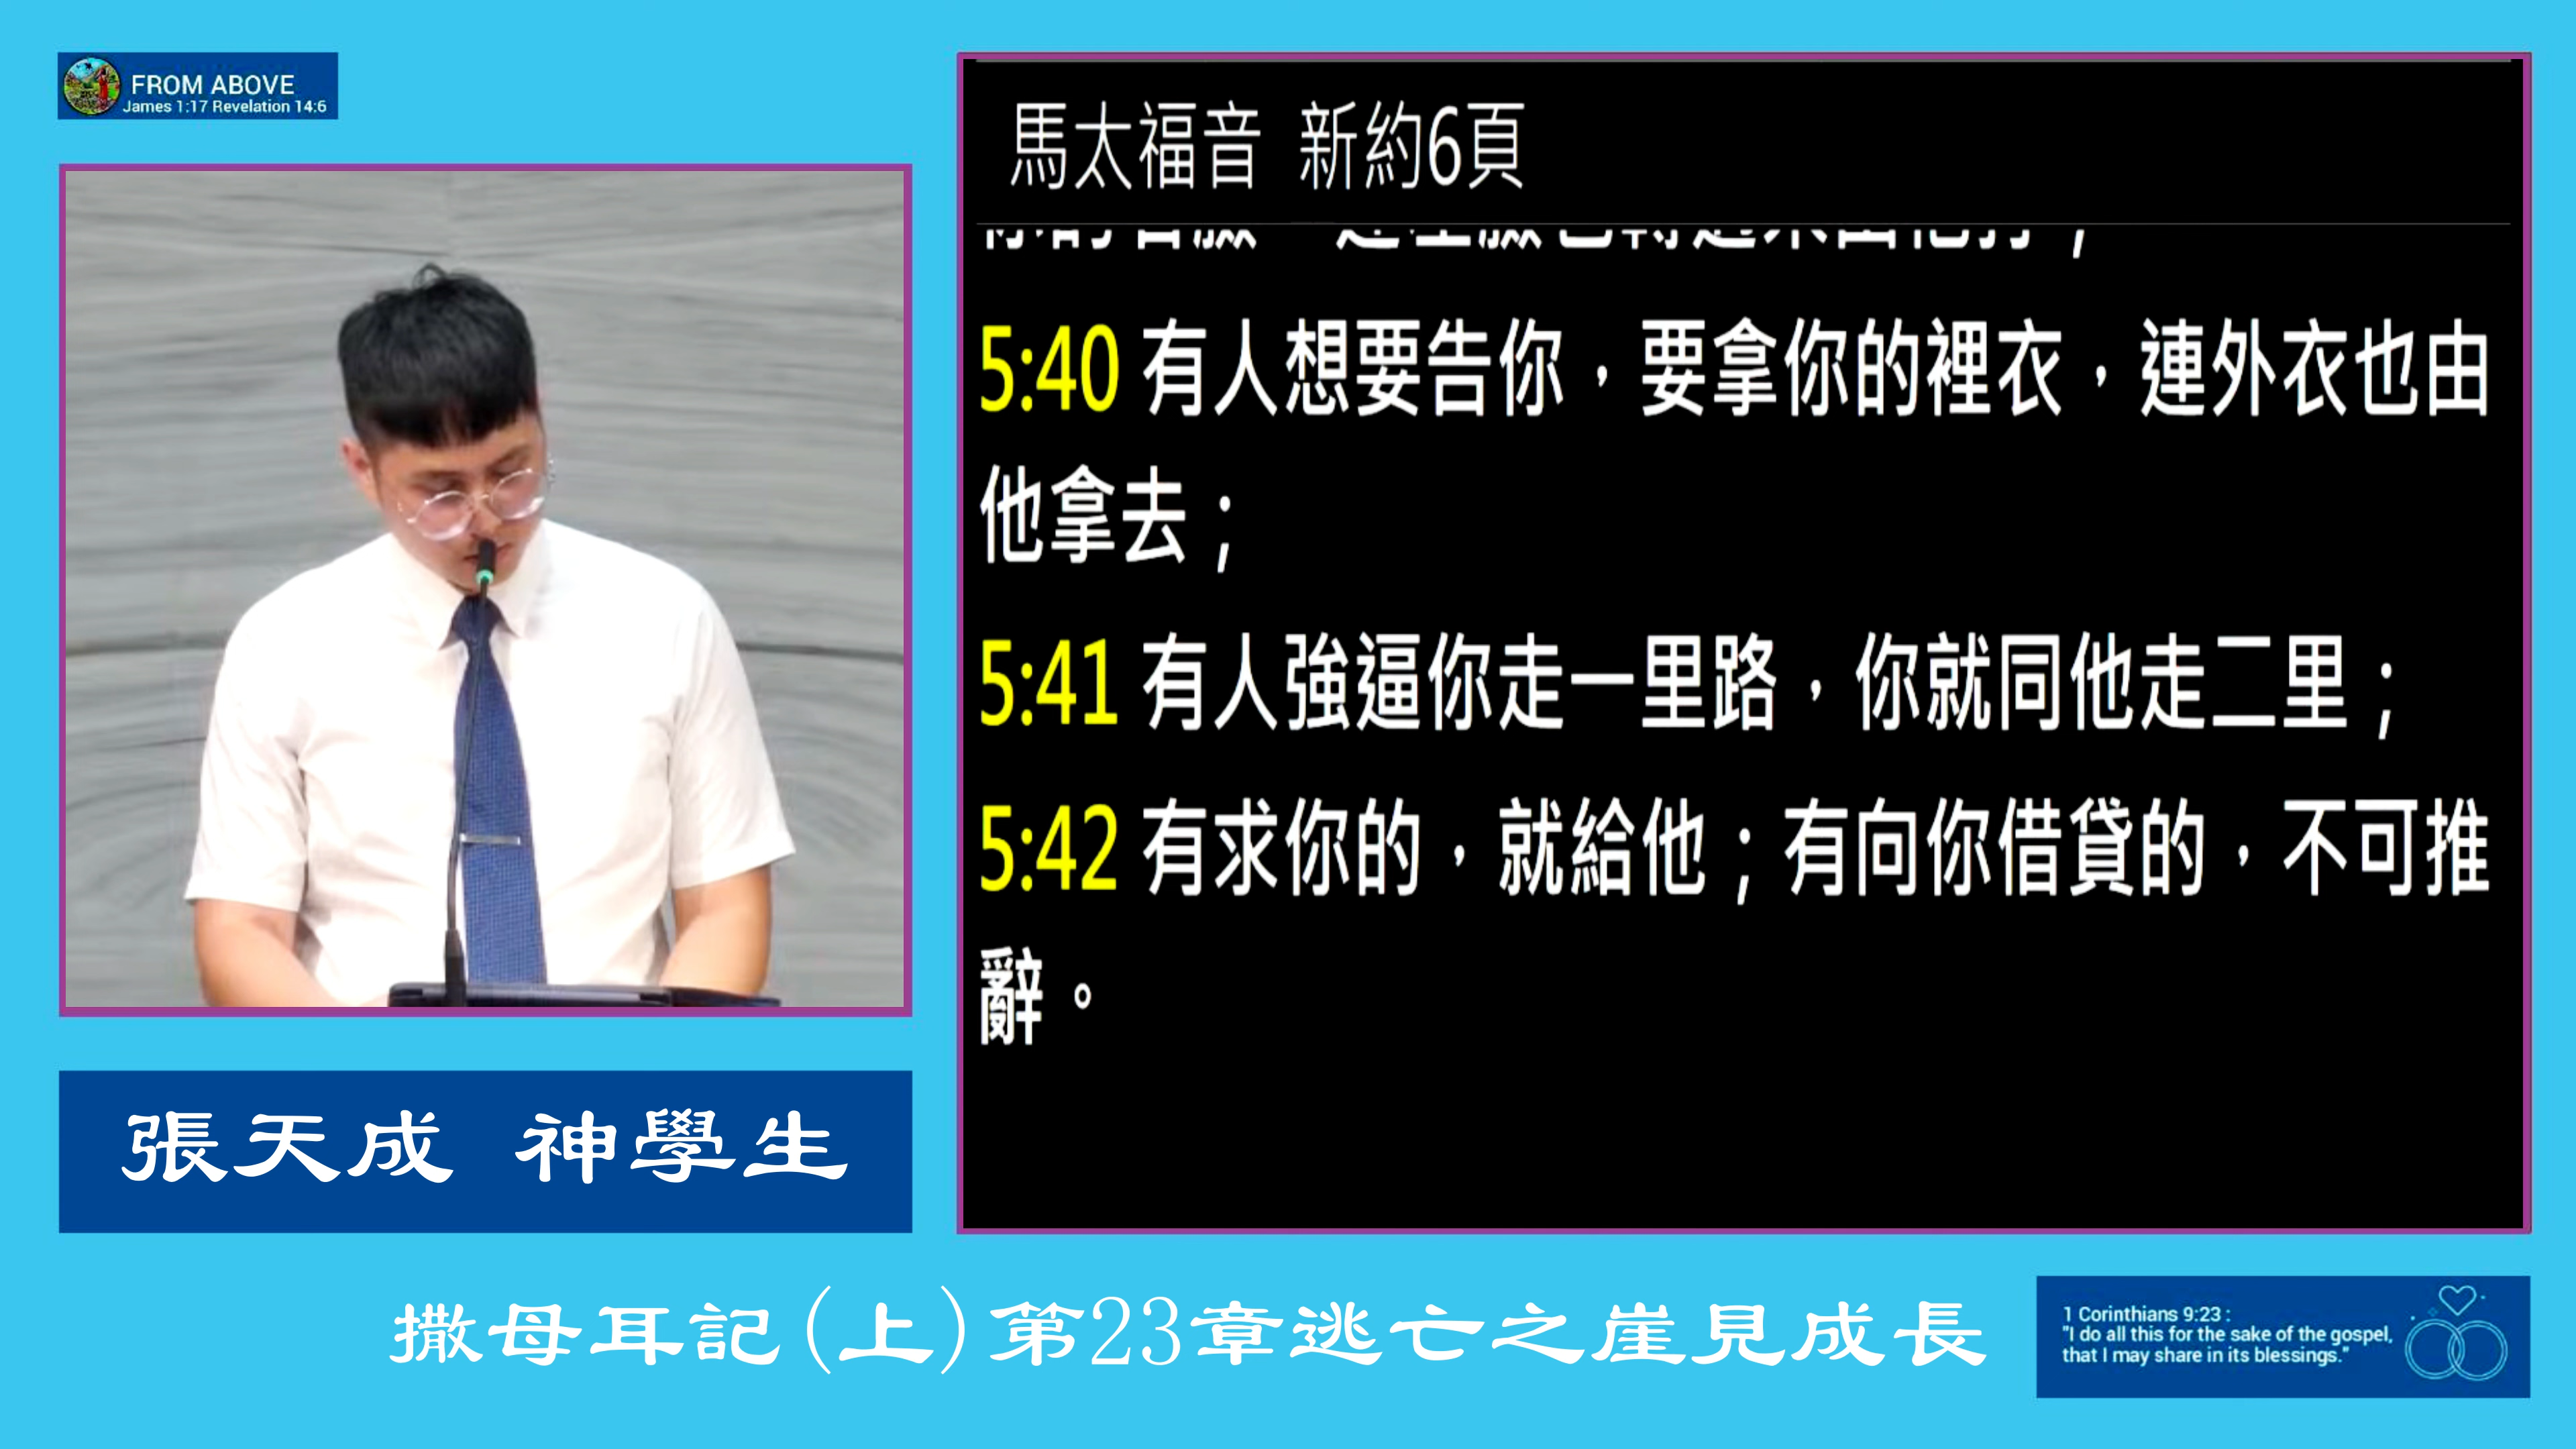 FROM ABOVE
James 1:17 Revelation 14:6
馬太福音 新約6頁
5:40 有人想要告你，要拿你的裡衣，連外衣也由
他拿去；
5:41 有人強逼你走一里路，你就同他走二里；
5:42 有求你的，就給他；有向你借貸的，不可推
辭。
張天成 神學生
撒母耳記(上)第23章逃亡之崖見成長
1 Corinthians 9:23 :
"I do all this for the sake of the gospel,
that I may share in its blessings."